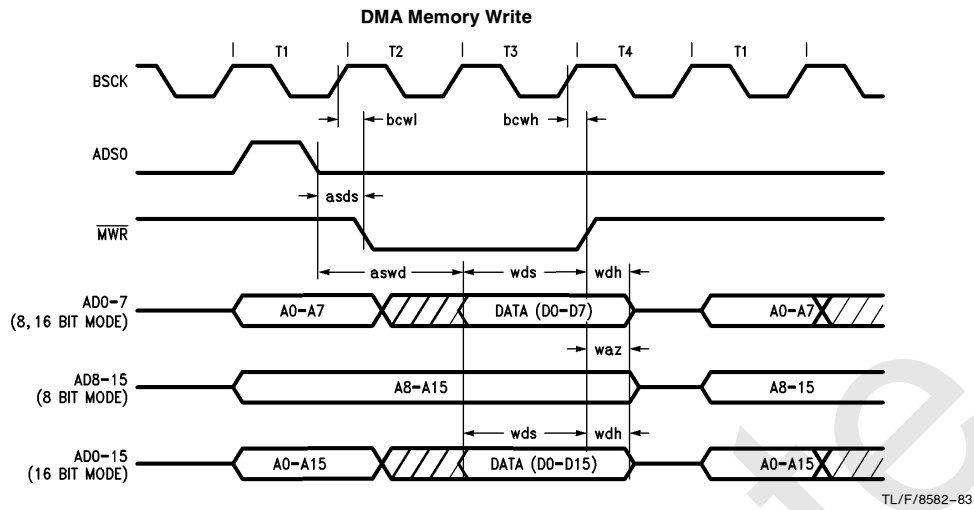 DMA Memory Write
T1 T2 T3 T4 T1
BSCK
bcwl bcwh
ADS0
asds
MWR
aswd wds wdh
AD0-7
(8,16 BIT MODE)
A0-A7 DATA (D0-D7) A0-A7
waz
AD8-15
(8 BIT MODE)
A8-A15 A8-15
wds wdh
AD0-15
(16 BIT MODE)
A0-A15 DATA (D0-D15) A0-A15
TL/F/8582-83